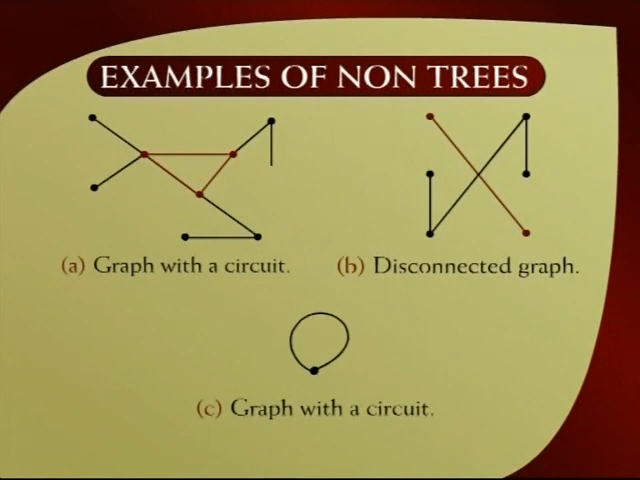 EXAMPLES OF NON TREES
(a) Graph with a circuit.
(b) Disconnected graph.
(c) Graph with a circuit.